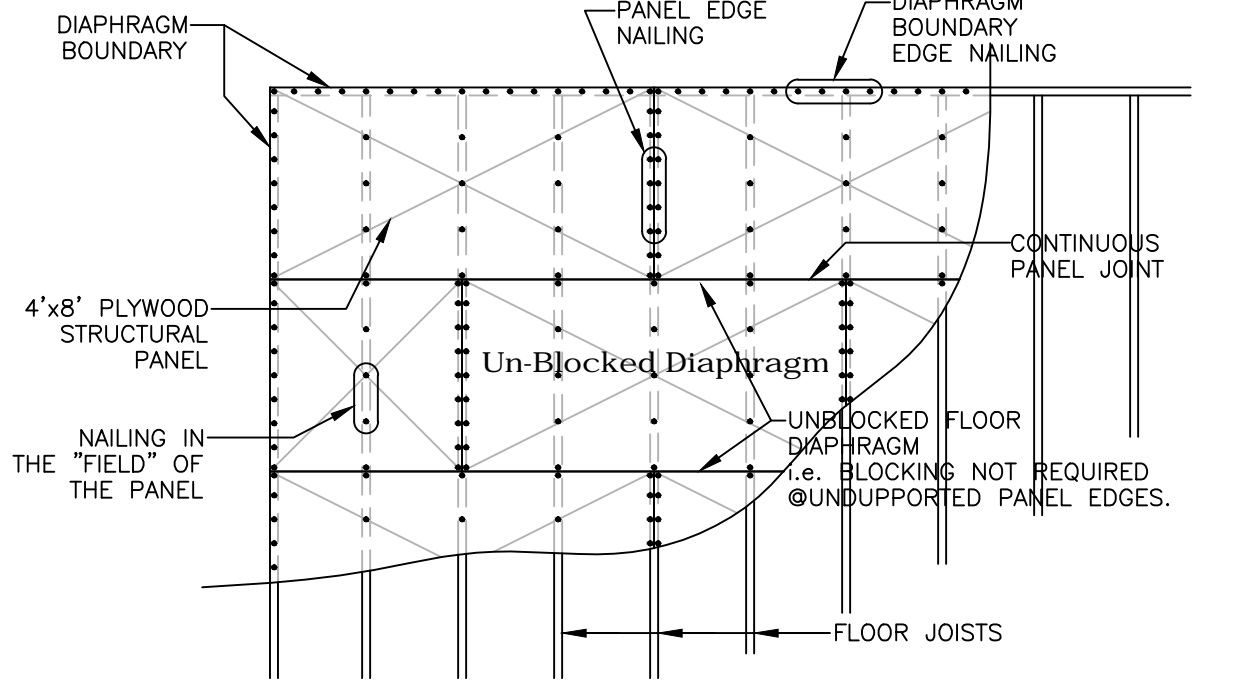 DIAPHRAGM
BOUNDARY
PANEL EDGE
NAILING
DIAPHRAGM
BOUNDARY
EDGE NAILING
CONTINUOUS
PANEL JOINT
4'x8' PLYWOOD
STRUCTURAL
PANEL
Un-Blocked Diaphragm
NAILING IN
THE "FIELD" OF
THE PANEL
UNBLOCKED FLOOR
DIAPHRAGM
i.e. BLOCKING NOT REQUIRED
@UNDUPPORTED PANEL EDGES.
FLOOR JOISTS